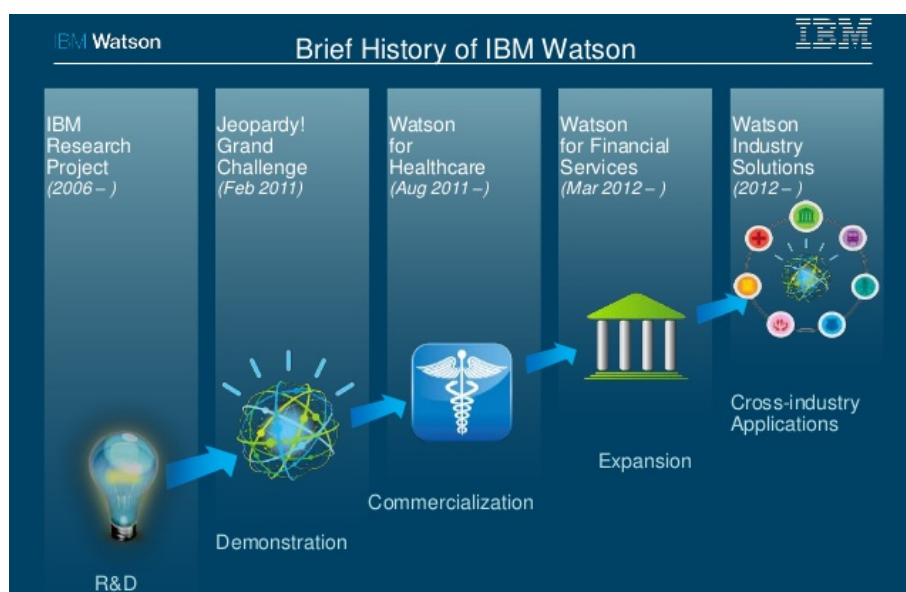 IBM Watson
Brief History of IBM Watson
IBM
IBM
Research
Project
(2006 – )
Jeopardy!
Grand
Challenge
(Feb 2011)
Watson
for
Healthcare
(Aug 2011 –)
Watson
for Financial
Services
(Mar 2012 – )
Watson
Industry
Solutions
(2012 – )
R&D
Demonstration
Commercialization
Expansion
Cross-industry
Applications